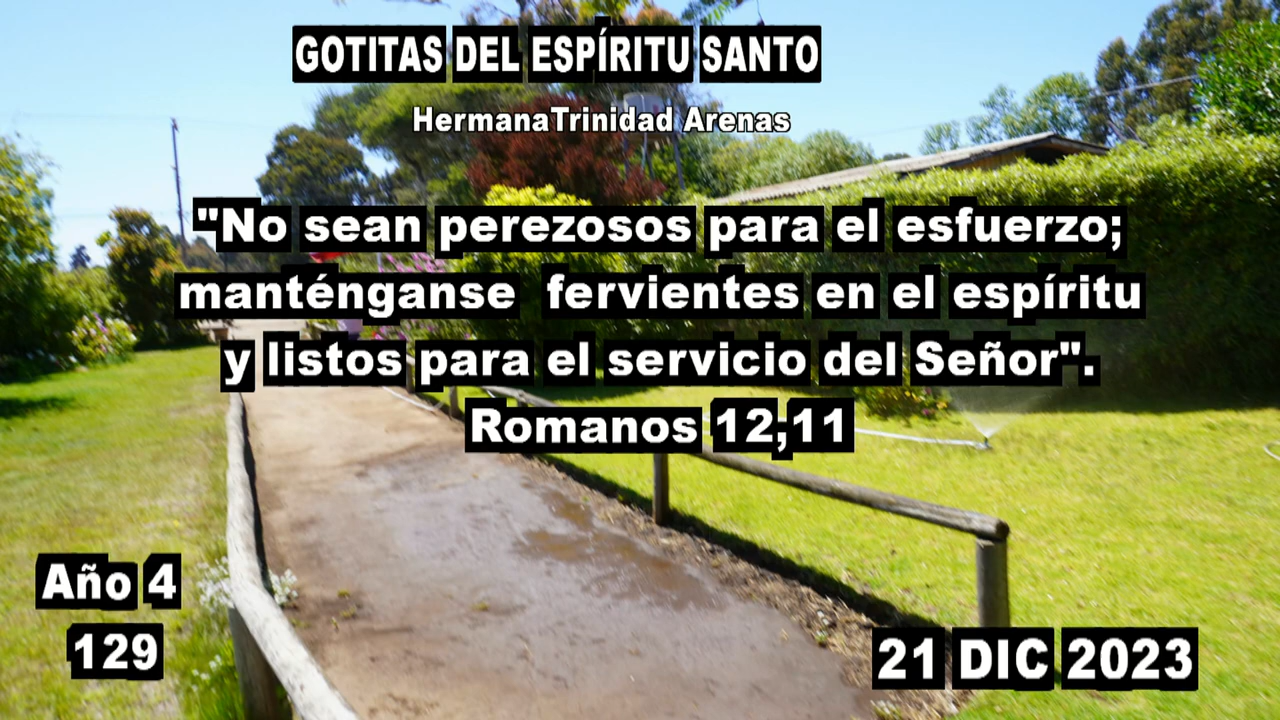 GOTITAS DEL ESPÍRITU SANTO
HermanaTrinidad Arenas
"No sean perezosos para el esfuerzo;
manténganse fervientes en el espíritu
y listos para el servicio del Señor".
Romanos 12,11
Año 4
129
21 DIC 2023